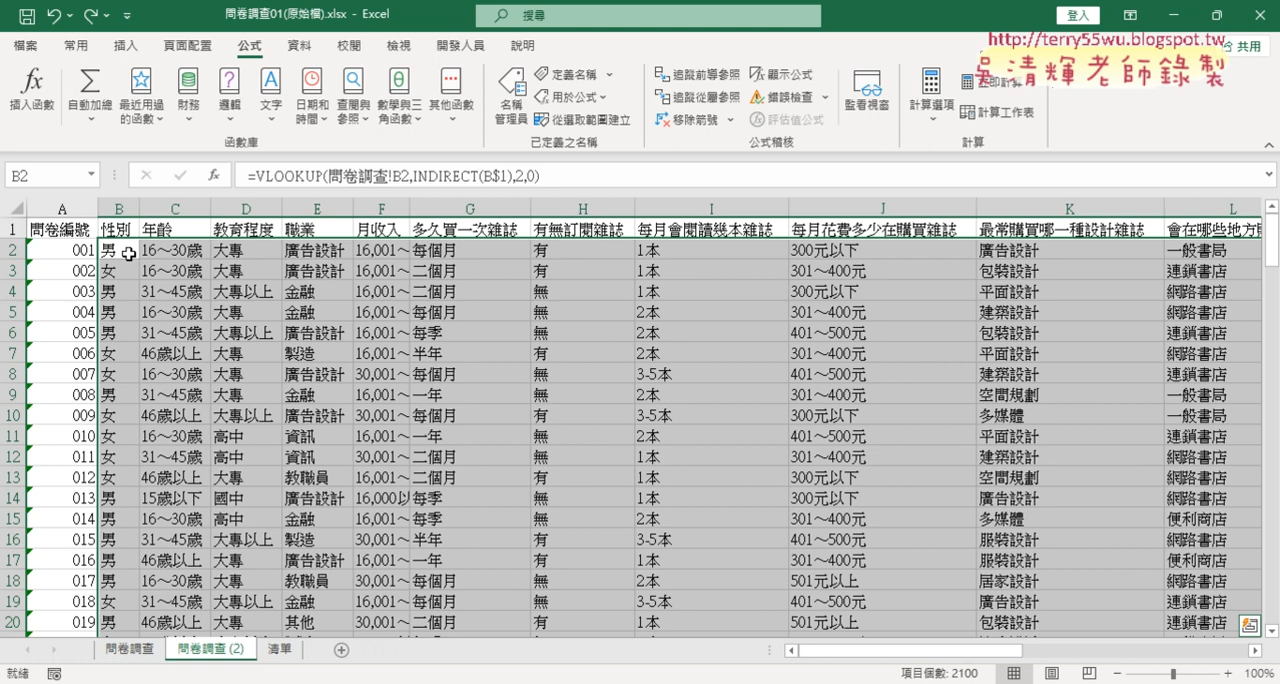 問卷調查01(原始檔).xlsx - Excel
搜尋
登入
檔案 常用 插入 頁面配置 公式 資料 校閱 檢視 開發人員 說明
共用
http://terry55wu.blogspot.tw
吳清輝老師錄製
插入函數
自動加總
最近用過的函數
財務
邏輯
文字
日期和時間
查閱與參照
數學與三角函數
其他函數
函數庫
名稱管理員
定義名稱
用於公式
從選取範圍建立
已定義之名稱
追蹤前導參照
追蹤從屬參照
移除箭號
顯示公式
錯誤檢查
評估值公式
公式稽核
監看視窗
計算選項
立即計算
計算工作表
計算
B2
fx
=VLOOKUP(問卷調查!B2,INDIRECT(B$1),2,0)
A B C D E F G H I J K L
1 問卷編號 性別 年齡 教育程度 職業 月收入 多久買一次雜誌 有無訂閱雜誌 每月會閱讀幾本雜誌 每月花費多少在購買雜誌 最常購買哪一種設計雜誌 會在哪些地方
2 001 男 16～30歲 大專 廣告設計 16,001～ 二個月 有 1本 300元以下 廣告設計 一般書局
3 002 女 16～30歲 大專 廣告設計 16,001～ 二個月 有 1本 301～400元 包裝設計 連鎖書店
4 003 男 31～45歲 大專以上 金融 16,001～ 二個月 無 1本 300元以下 平面設計 網路書店
5 004 男 16～30歲 大專 金融 16,001～ 每個月 無 2本 301～400元 建築設計 網路書店
6 005 男 31～45歲 大專以上 廣告設計 16,001～ 每季 無 2本 401～500元 包裝設計 連鎖書店
7 006 女 46歲以上 大專 製造 16,001～ 半年 有 2本 301～400元 平面設計 網路書店
8 007 女 16～30歲 大專 廣告設計 30,001～ 每個月 無 3-5本 401～500元 建築設計 連鎖書店
9 008 男 31～45歲 大專 金融 16,001～ 一年 無 2本 301～400元 空間規劃 一般書局
10 009 女 46歲以上 大專以上 廣告設計 30,001～ 每個月 有 3-5本 300元以下 多媒體 一般書局
11 010 女 16～30歲 高中 資訊 16,001～ 一年 無 2本 401～500元 平面設計 連鎖書店
12 011 女 31～45歲 高中 資訊 30,001～ 二個月 無 1本 301～400元 建築設計 連鎖書店
13 012 女 46歲以上 大專 教職員 16,001～ 二個月 有 1本 300元以下 空間規劃 網路書店
14 013 男 15歲以下 國中 廣告設計 16,000以 每季 無 1本 300元以下 廣告設計 網路書店
15 014 男 16～30歲 高中 金融 16,001～ 每季 無 2本 301～400元 多媒體 便利商店
16 015 男 31～45歲 大專以上 製造 30,001～ 半年 有 3-5本 301～400元 服裝設計 網路書店
17 016 男 46歲以上 大專 廣告設計 16,001～ 一年 有 1本 301～400元 服裝設計 便利商店
18 017 男 16～30歲 大專 教職員 30,001～ 每個月 無 2本 501元以上 居家設計 網路書店
19 018 女 31～45歲 大專以上 金融 16,001～ 每個月 有 3-5本 401～500元 廣告設計 連鎖書店
20 019 男 46歲以上 大專 其他 30,001～ 二個月 有 1本 501元以上 包裝設計 連鎖書店
問卷調查 問卷調查 (2) 清單
就緒
項目個數: 2100
100%